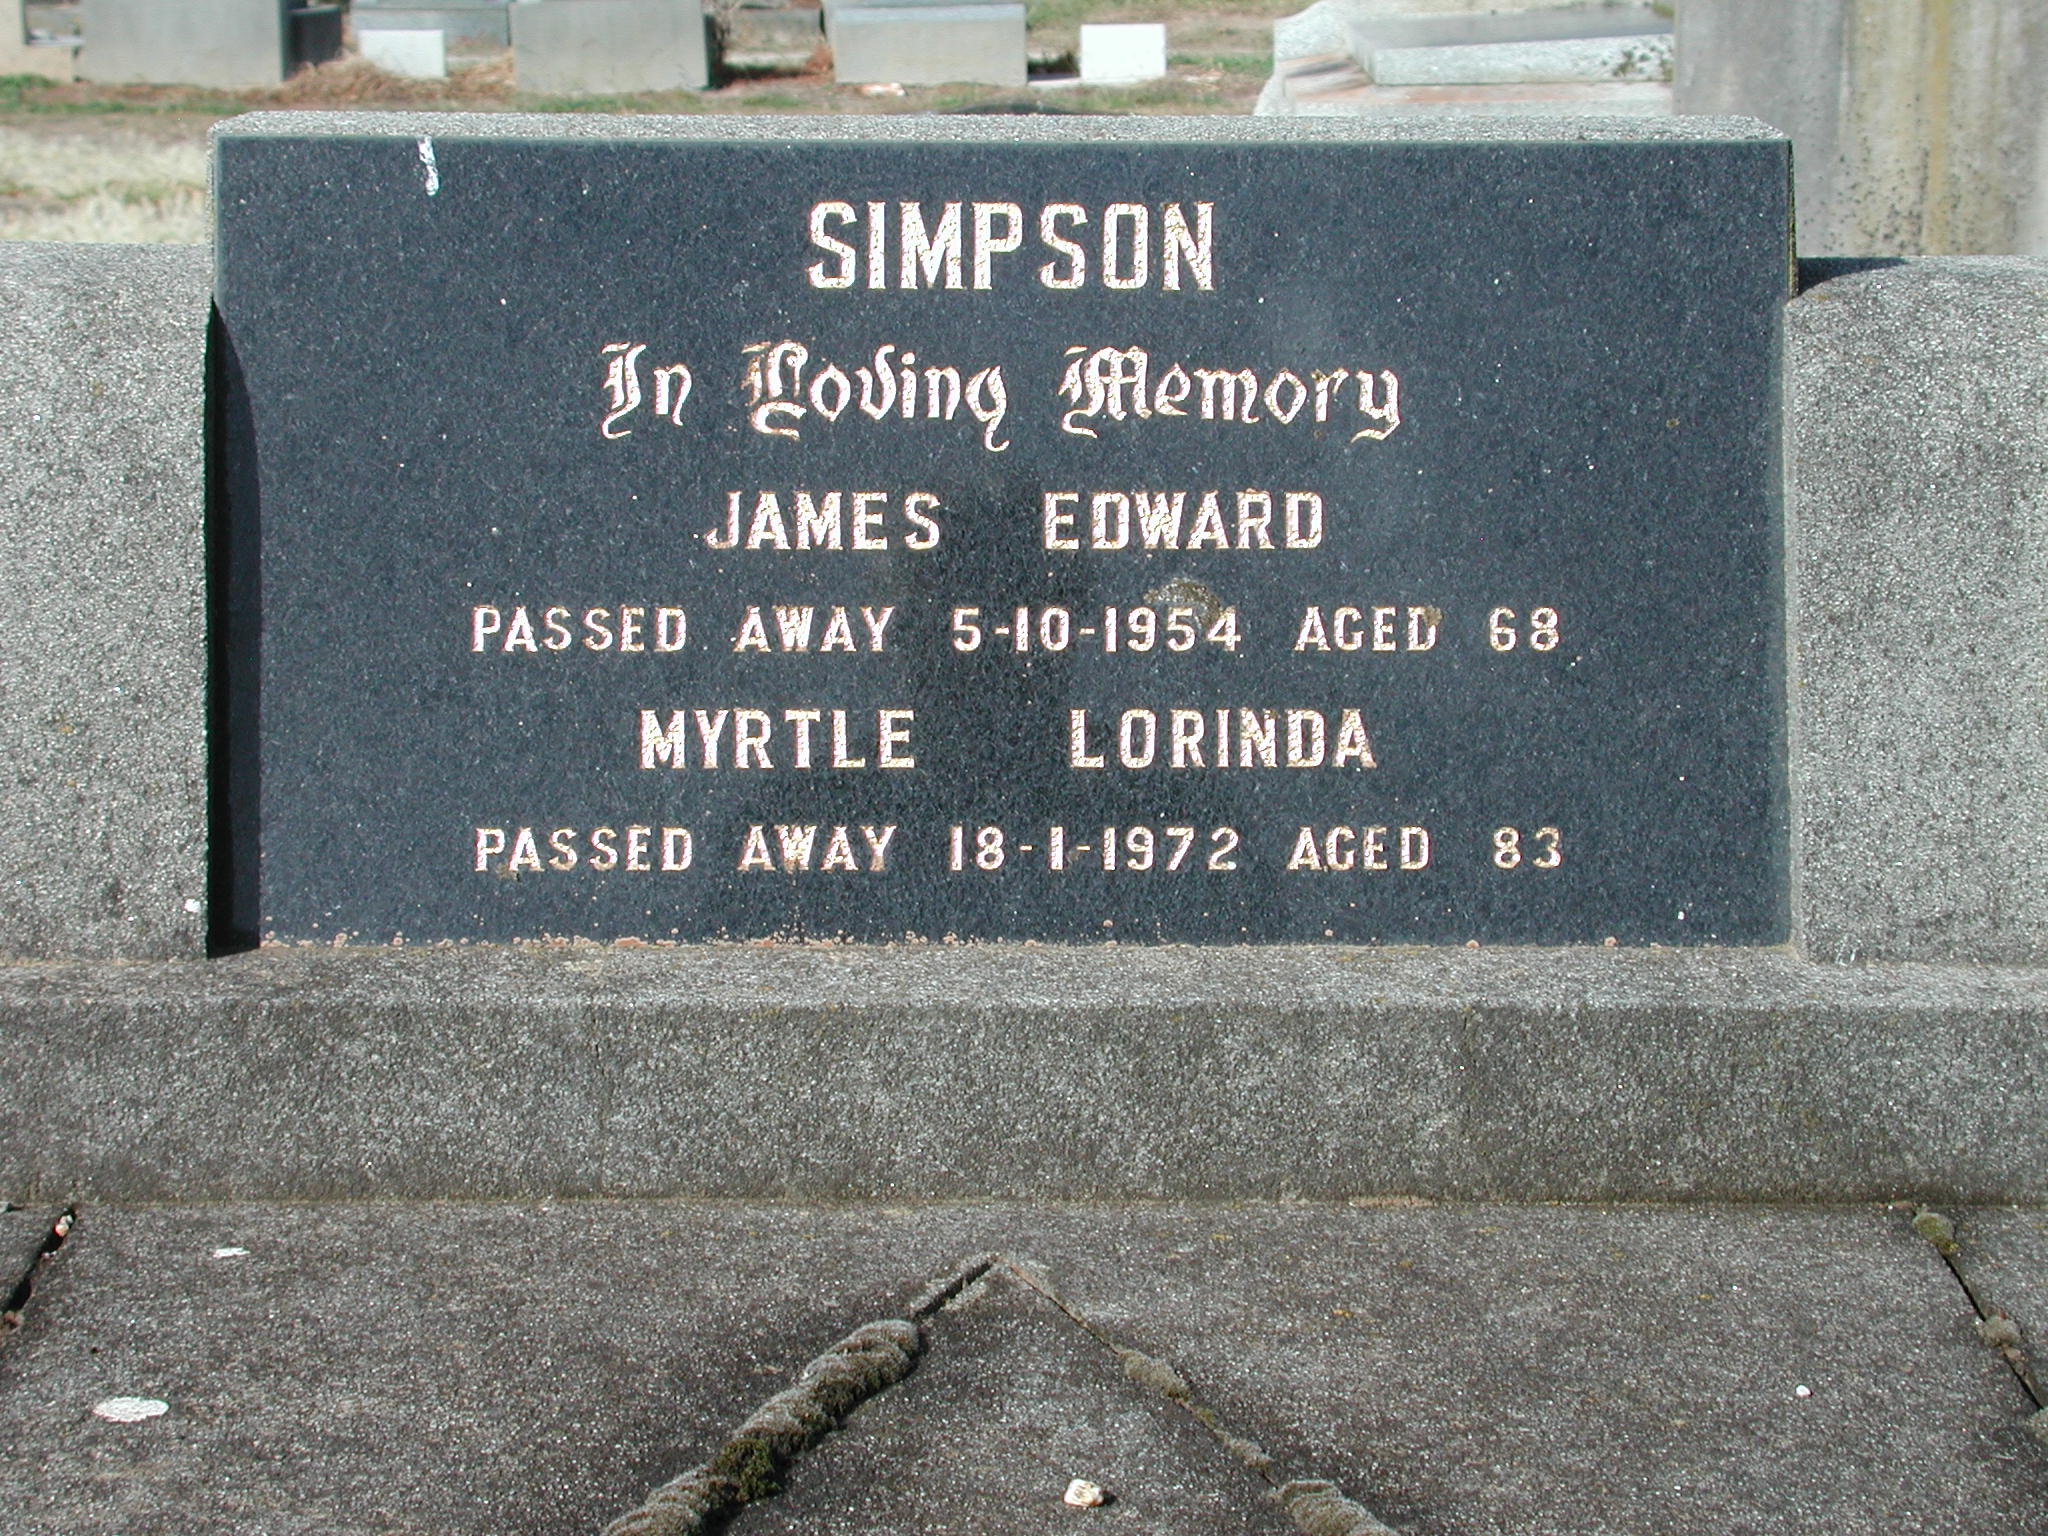 SIMPSON
In Loving Memory
JAMES EDWARD
PASSED AWAY 5-10-1954 AGED 68
MYRTLE LORINDA
PASSED AWAY 18-1-1972 AGED 83